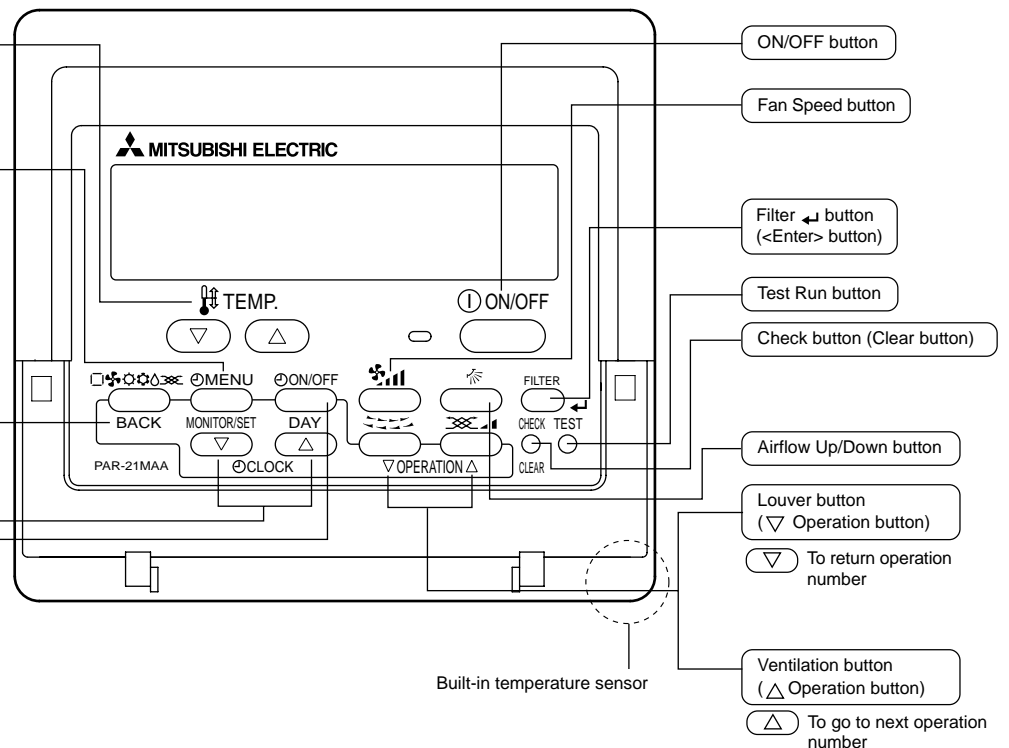 ON/OFF button
Fan Speed button
MITSUBISHI ELECTRIC
Filter ↵ button
(<Enter> button)
TEMP.
ON/OFF
Test Run button
▽ △
Check button (Clear button)
MENU ON/OFF FILTER ↵
BACK MONITOR/SET DAY CHECK TEST
▽ △
PAR-21MAA CLOCK ▽ OPERATION △ CLEAR
Airflow Up/Down button
Louver button
(▽ Operation button)
▽ To return operation
number
Built-in temperature sensor
Ventilation button
(△ Operation button)
△ To go to next operation
number